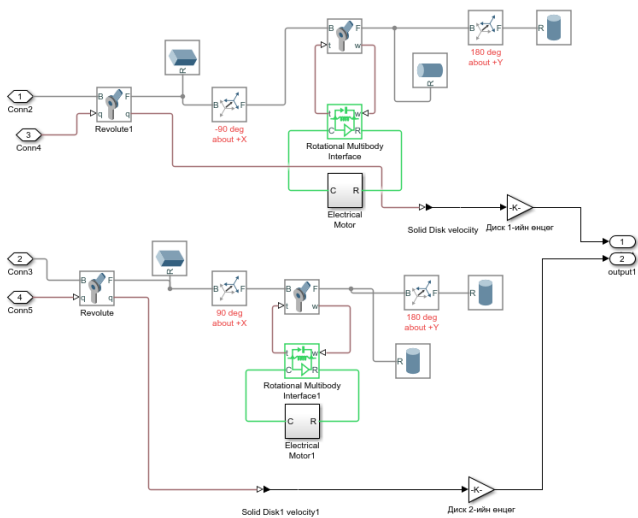 B F
t w
B F
180 deg
about +Y
R
R
R
1
Conn2
B F
q q
Revolute1
3
Conn4
B F
-90 deg
about +X
t w
C R
Rotational Multibody
Interface
C R
Electrical
Motor
Solid Disk velociity
-K-
Диск 1-ийн өнцөг
1
2
output1
2
Conn3
B F
q q
Revolute
4
Conn5
R
B F
90 deg
about +X
B F
t w
B F
180 deg
about +Y
R
R
t w
C R
Rotational Multibody
Interface1
C R
Electrical
Motor1
Solid Disk1 velocity1
-K-
Диск 2-ийн өнцөг